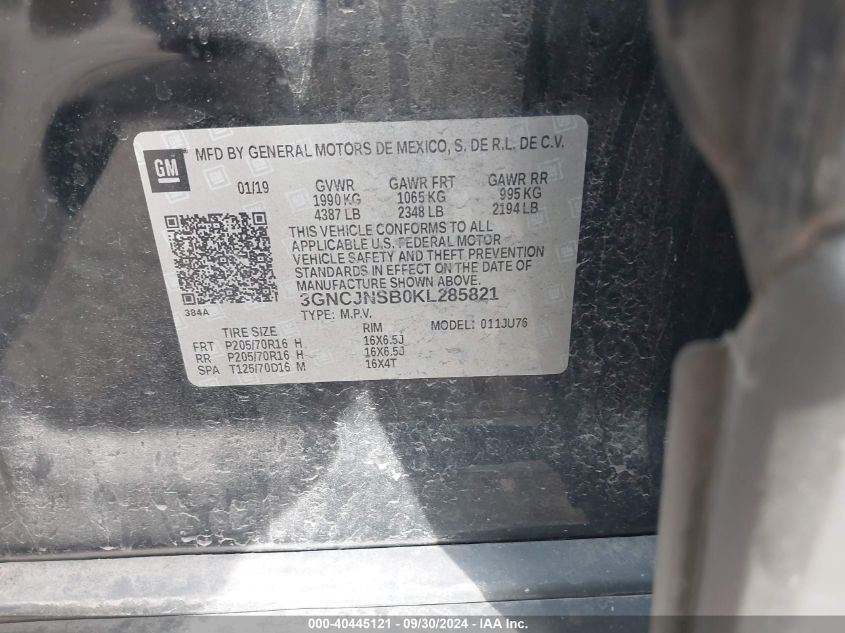 GM MFD BY GENERAL MOTORS DE MEXICO, S. DE R.L. DE C.V.
01/19 GVWR GAWR FRT GAWR RR
1990 KG 1065 KG 995 KG
4387 LB 2348 LB 2194 LB
THIS VEHICLE CONFORMS TO ALL
APPLICABLE U.S. FEDERAL MOTOR
VEHICLE SAFETY AND THEFT PREVENTION
STANDARDS IN EFFECT ON THE DATE OF
MANUFACTURE SHOWN ABOVE.
3GNCJNSB0KL285821
384A TYPE: M.P.V.
TIRE SIZE RIM MODEL: 011JU76
FRT P205/70R16 H 16X6.5J
RR P205/70R16 H 16X6.5J
SPA T125/70D16 M 16X4T
000-40445121 - 09/30/2024 - IAA Inc.